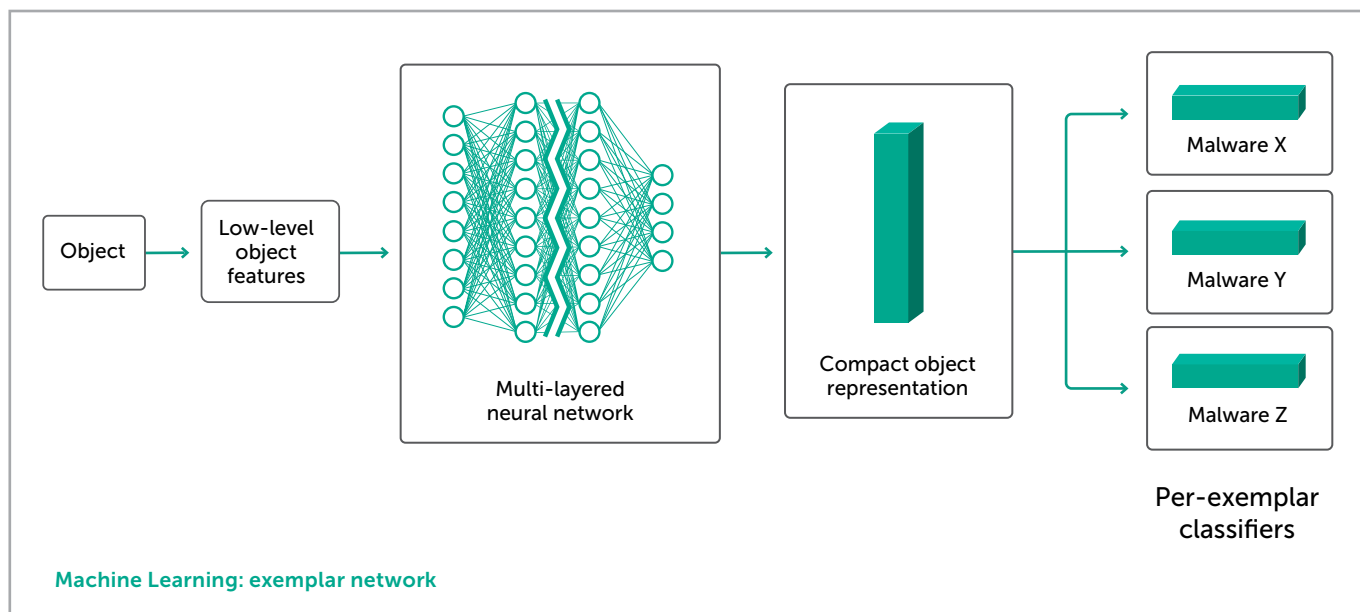 Object
Low-level
object
features
Multi-layered
neural network
Compact object
representation
Malware X
Malware Y
Malware Z
Per-exemplar
classifiers
Machine Learning: exemplar network